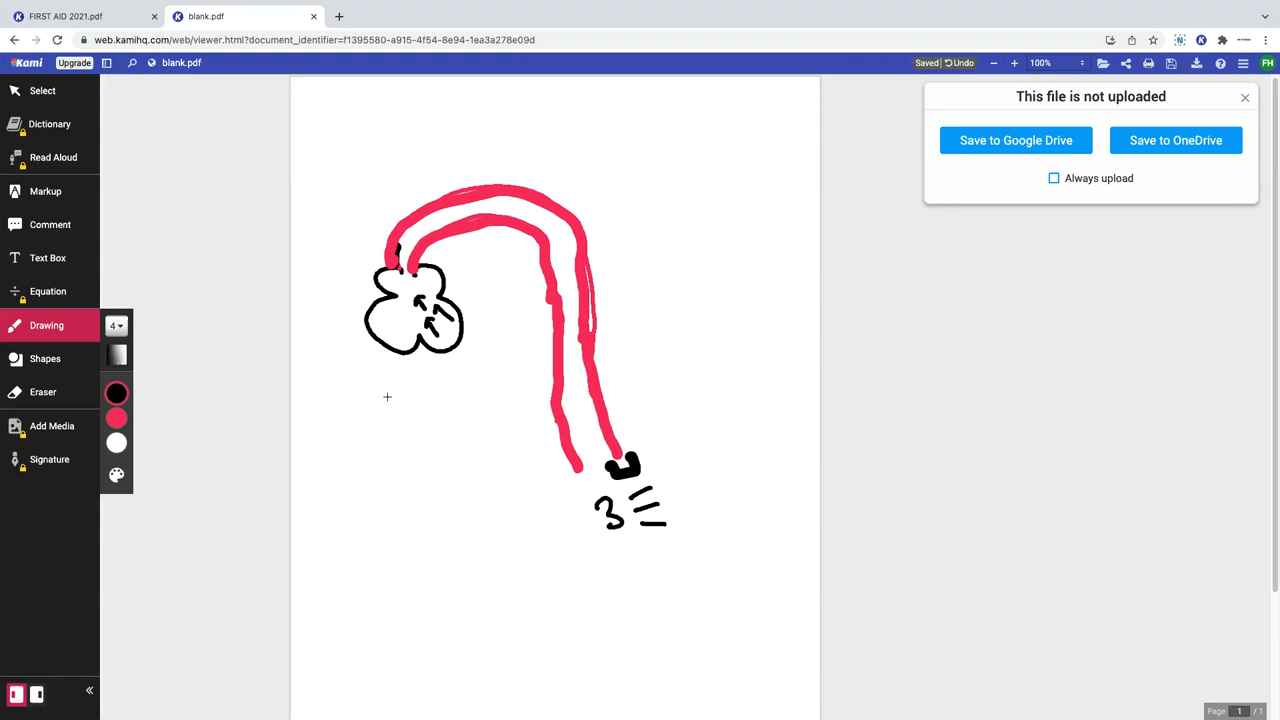 FIRST AID 2021.pdf
blank.pdf
web.kamihq.com/web/viewer.html?document_identifier=f1395580-a915-4f54-8e94-1ea3a278e09d
Kami
Upgrade
blank.pdf
Saved
Undo
100%
FH
Select
Dictionary
Read Aloud
Markup
Comment
Text Box
Equation
Drawing
Shapes
Eraser
Add Media
Signature
4
This file is not uploaded
Save to Google Drive
Save to OneDrive
Always upload
3
Page 1 / 1